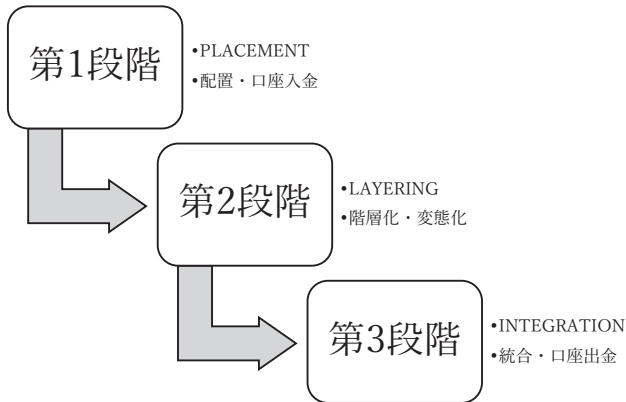 第1段階
•PLACEMENT
•配置・口座入金
第2段階
•LAYERING
•階層化・変態化
第3段階
•INTEGRATION
•統合・口座出金